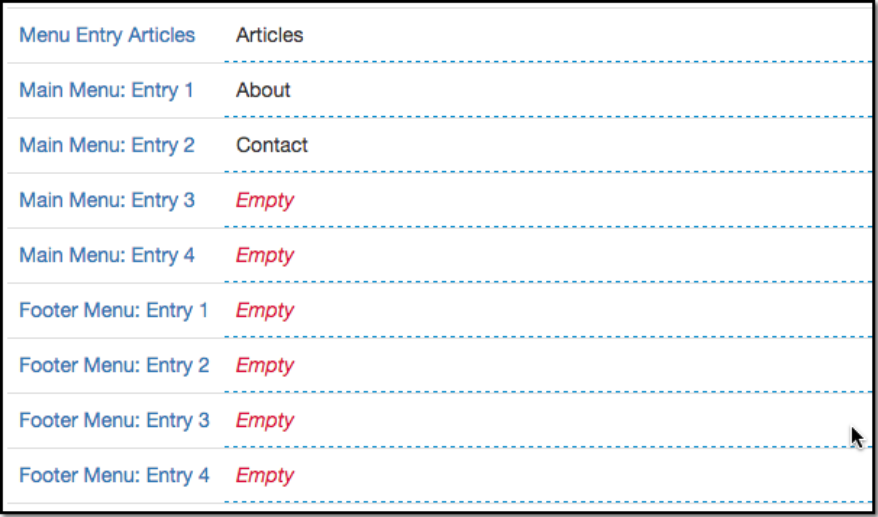 Menu Entry Articles Articles
Main Menu: Entry 1 About
Main Menu: Entry 2 Contact
Main Menu: Entry 3 Empty
Main Menu: Entry 4 Empty
Footer Menu: Entry 1 Empty
Footer Menu: Entry 2 Empty
Footer Menu: Entry 3 Empty
Footer Menu: Entry 4 Empty